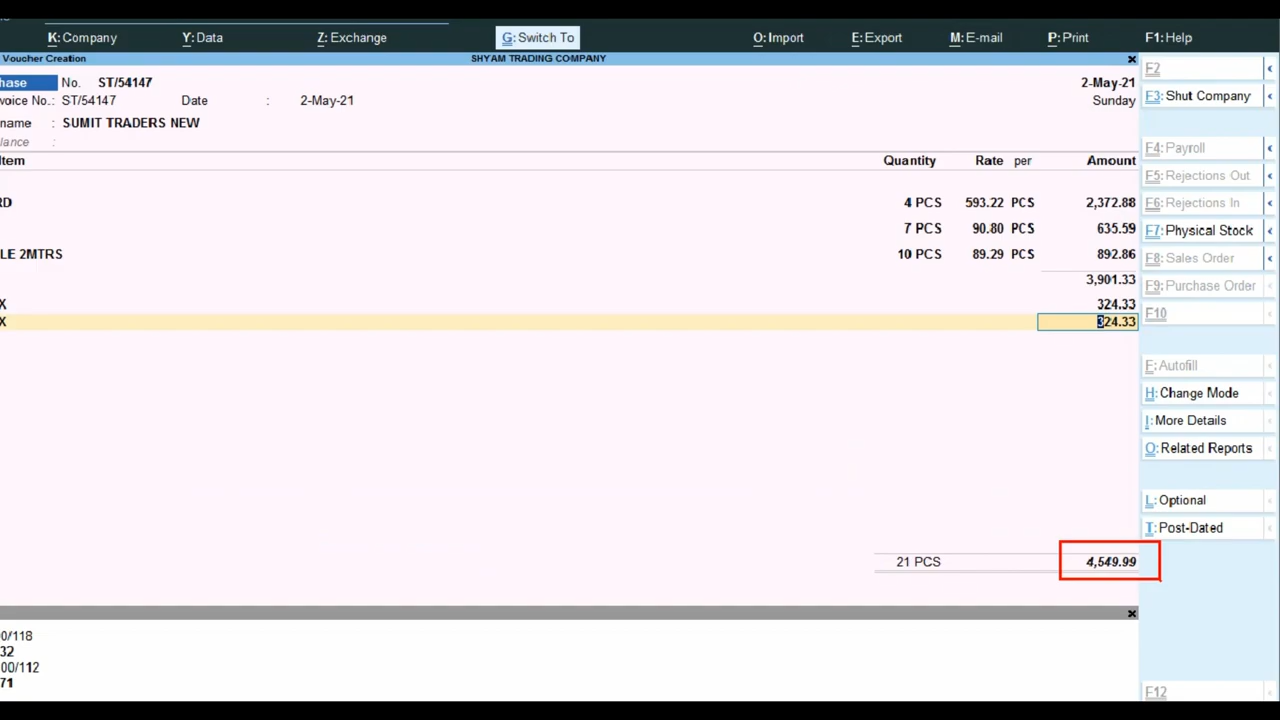 K: Company Y: Data Z: Exchange G: Switch To O: Import E: Export M: E-mail P: Print F1: Help
Voucher Creation SHYAM TRADING COMPANY x
hase No. ST/54147 2-May-21
voice No.: ST/54147 Date : 2-May-21 Sunday
name : SUMIT TRADERS NEW
lance :
Item Quantity Rate per Amount
RD 4 PCS 593.22 PCS 2,372.88
7 PCS 90.80 PCS 635.59
LE 2MTRS 10 PCS 89.29 PCS 892.86
3,901.33
X 324.33
X 324.33
21 PCS 4,549.99
x
00/118
32
00/112
71
F2
F3: Shut Company
F4: Payroll
F5: Rejections Out
F6: Rejections In
F7: Physical Stock
F8: Sales Order
F9: Purchase Order
F10
F: Autofill
H: Change Mode
I: More Details
O: Related Reports
L: Optional
T: Post-Dated
F12